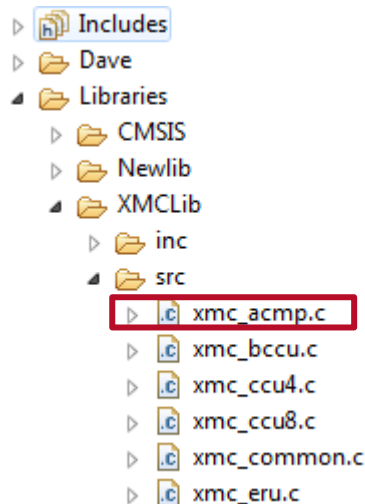 Includes
Dave
Libraries
CMSIS
Newlib
XMCLib
inc
src
xmc_acmp.c
xmc_bccu.c
xmc_ccu4.c
xmc_ccu8.c
xmc_common.c
xmc_eru.c